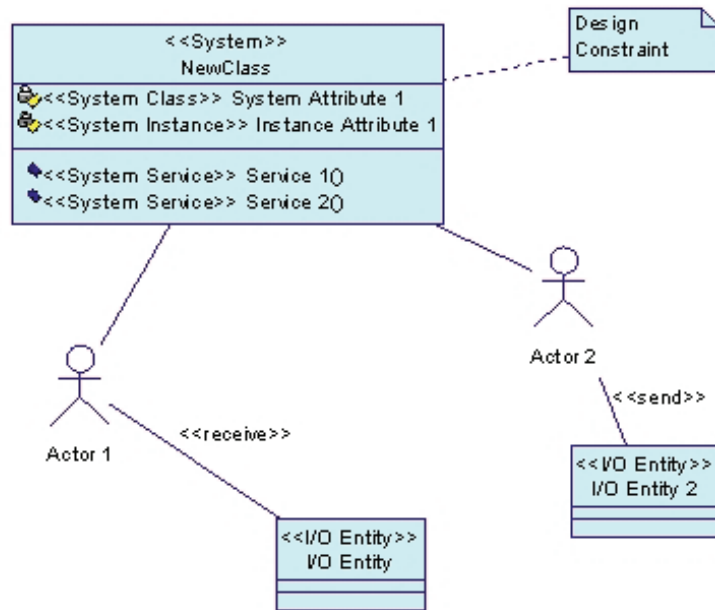 <<System>>
NewClass
<<System Class>> System Attribute 1
<<System Instance>> Instance Attribute 1
<<System Service>> Service 1()
<<System Service>> Service 2()
Design
Constraint
Actor 2
<<send>>
<<I/O Entity>>
I/O Entity 2
Actor 1
<<receive>>
<<I/O Entity>>
I/O Entity